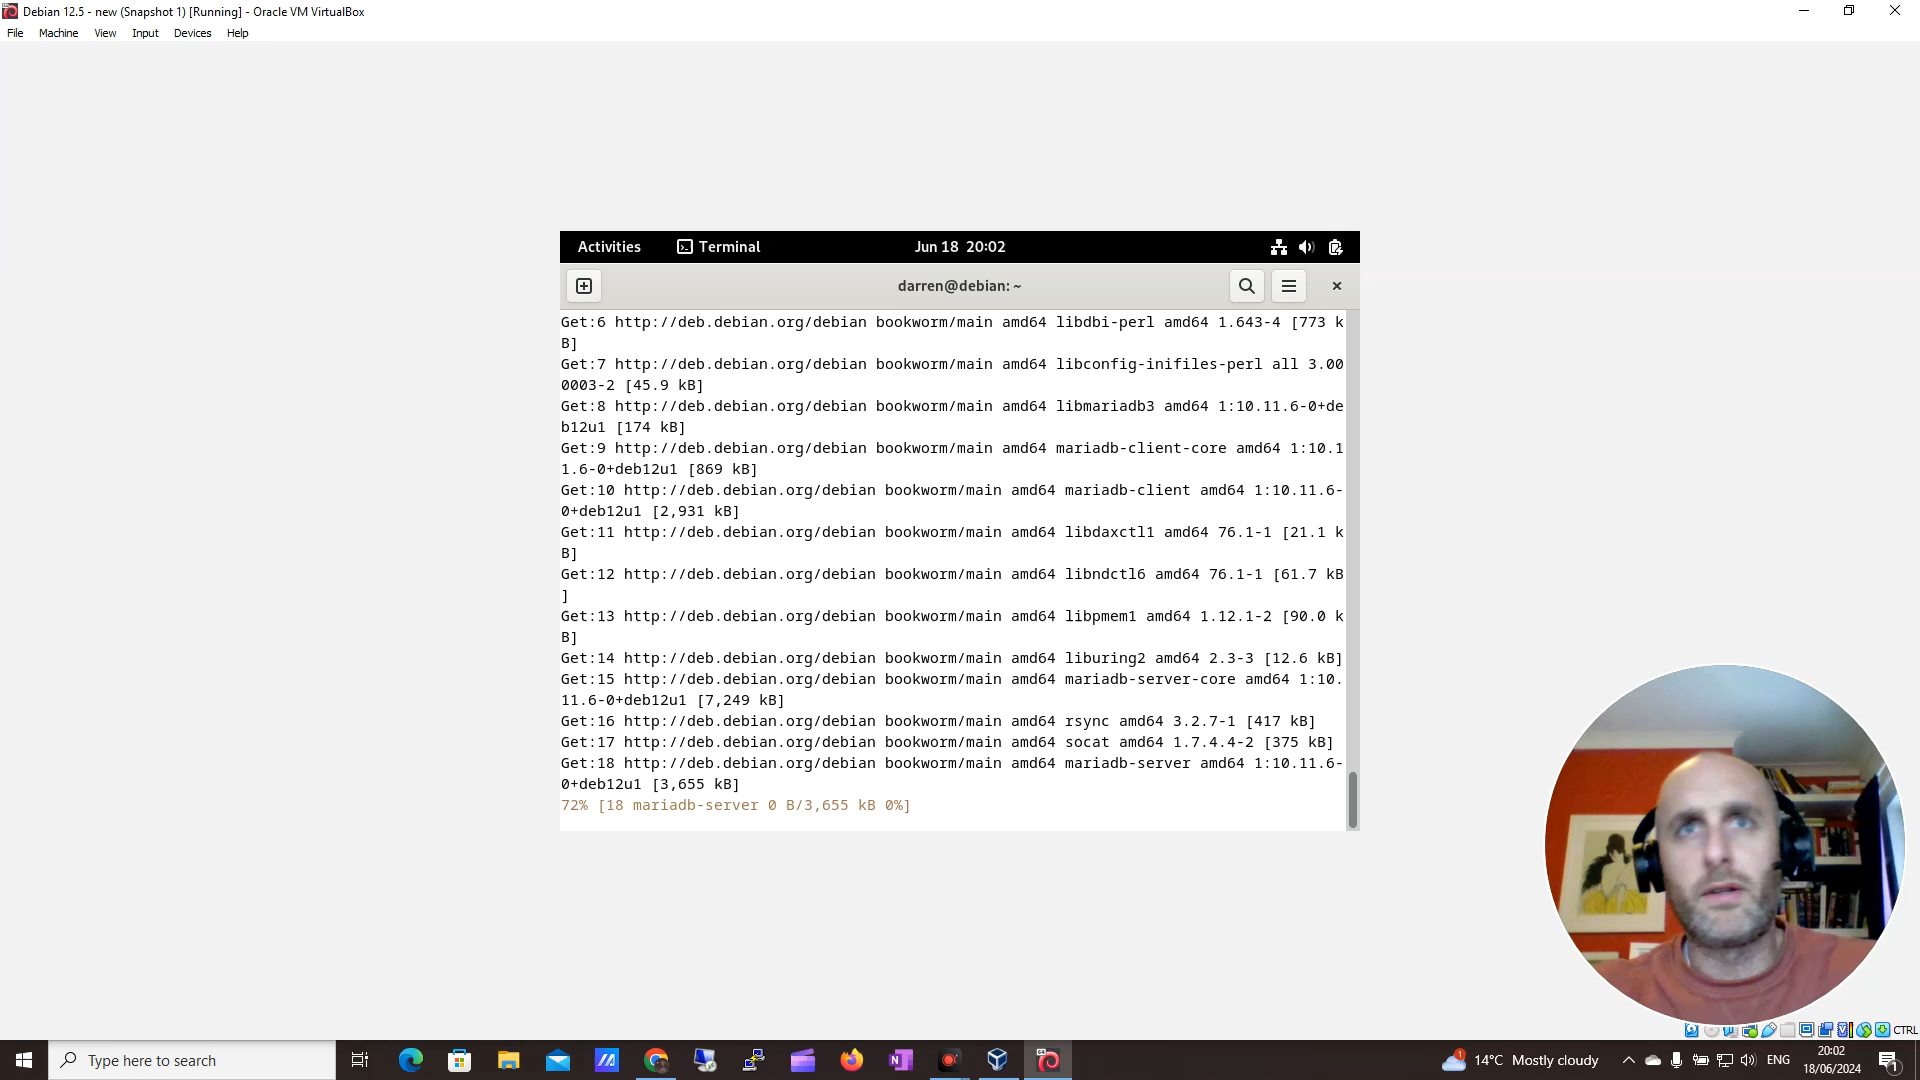 Debian 12.5 - new (Snapshot 1) [Running] - Oracle VM VirtualBox
File Machine View Input Devices Help
Activities Terminal Jun 18 20:02
darren@debian: ~
Get:6 http://deb.debian.org/debian bookworm/main amd64 libdbi-perl amd64 1.643-4 [773 k
B]
Get:7 http://deb.debian.org/debian bookworm/main amd64 libconfig-inifiles-perl all 3.00
0003-2 [45.9 kB]
Get:8 http://deb.debian.org/debian bookworm/main amd64 libmariadb3 amd64 1:10.11.6-0+de
b12u1 [174 kB]
Get:9 http://deb.debian.org/debian bookworm/main amd64 mariadb-client-core amd64 1:10.1
1.6-0+deb12u1 [869 kB]
Get:10 http://deb.debian.org/debian bookworm/main amd64 mariadb-client amd64 1:10.11.6-
0+deb12u1 [2,931 kB]
Get:11 http://deb.debian.org/debian bookworm/main amd64 libdaxctl1 amd64 76.1-1 [21.1 k
B]
Get:12 http://deb.debian.org/debian bookworm/main amd64 libndctl6 amd64 76.1-1 [61.7 kB
]
Get:13 http://deb.debian.org/debian bookworm/main amd64 libpmem1 amd64 1.12.1-2 [90.0 k
B]
Get:14 http://deb.debian.org/debian bookworm/main amd64 liburing2 amd64 2.3-3 [12.6 kB]
Get:15 http://deb.debian.org/debian bookworm/main amd64 mariadb-server-core amd64 1:10.
11.6-0+deb12u1 [7,249 kB]
Get:16 http://deb.debian.org/debian bookworm/main amd64 rsync amd64 3.2.7-1 [417 kB]
Get:17 http://deb.debian.org/debian bookworm/main amd64 socat amd64 1.7.4.4-2 [375 kB]
Get:18 http://deb.debian.org/debian bookworm/main amd64 mariadb-server amd64 1:10.11.6-
0+deb12u1 [3,655 kB]
72% [18 mariadb-server 0 B/3,655 kB 0%]
CTRL
Type here to search
1 14°C Mostly cloudy ENG 20:02
18/06/2024 1